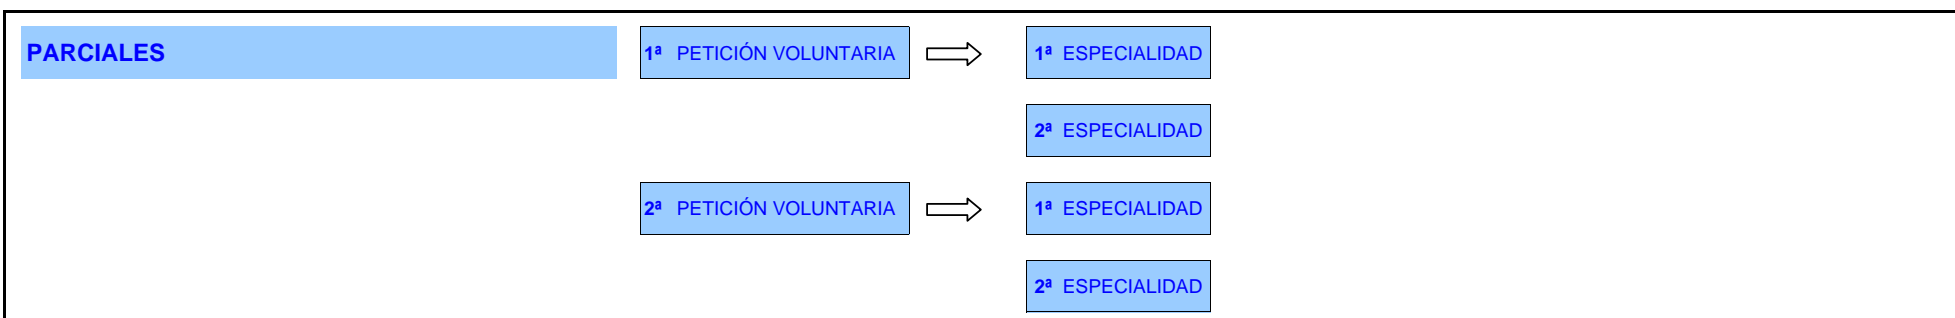 PARCIALES 1ª PETICIÓN VOLUNTARIA 1ª ESPECIALIDAD
2ª ESPECIALIDAD
2ª PETICIÓN VOLUNTARIA 1ª ESPECIALIDAD
2ª ESPECIALIDAD